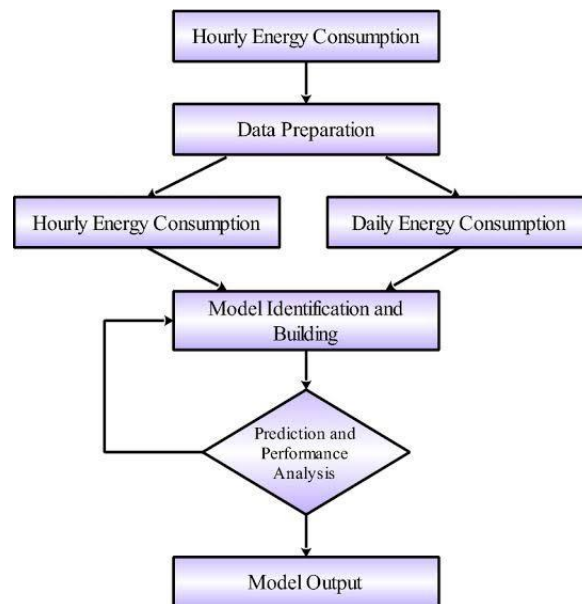 Hourly Energy Consumption
Data Preparation
Hourly Energy Consumption
Daily Energy Consumption
Model Identification and
Building
Prediction and
Performance
Analysis
Model Output